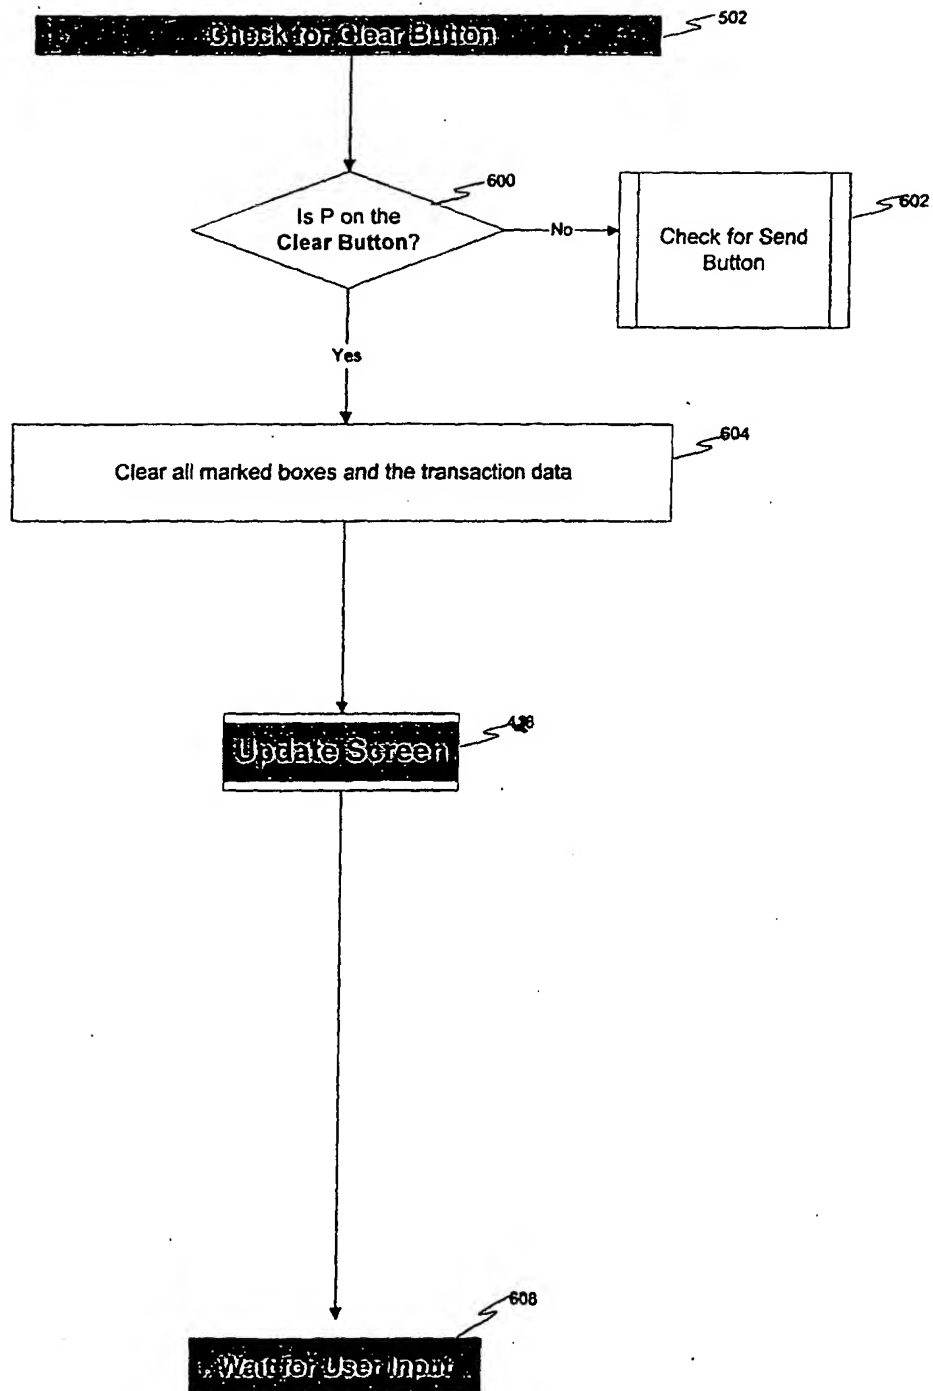 Check for Clear Button
502
600
Is P on the
Clear Button?
No
602
Check for Send
Button
Yes
604
Clear all marked boxes and the transaction data
Update Screen
608
Wait for User Input